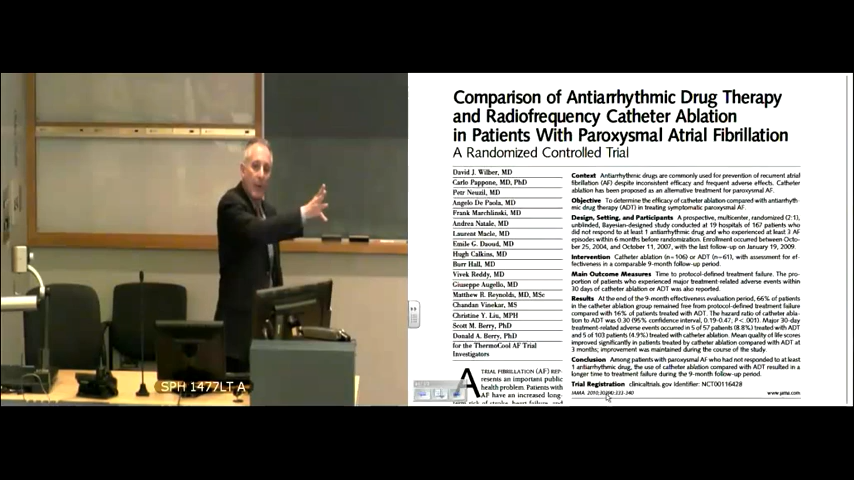 SPH 1477LT A
Comparison of Antiarrhythmic Drug Therapy
and Radiofrequency Catheter Ablation
in Patients With Paroxysmal Atrial Fibrillation
A Randomized Controlled Trial
David J. Wilber, MD
Carlo Pappone, MD, PhD
Petr Neuzil, MD
Angelo De Paola, MD
Frank Marchlinski, MD
Andrea Natale, MD
Laurent Macle, MD
Emile G. Daoud, MD
Hugh Calkins, MD
Burr Hall, MD
Vivek Reddy, MD
Giuseppe Augello, MD
Matthew R. Reynolds, MD, MSc
Chandan Vinekar, MS
Christine Y. Liu, MPH
Scott M. Berry, PhD
Donald A. Berry, PhD
for the ThermoCool AF Trial
Investigators
ATRIAL FIBRILLATION (AF) REP-
resents an important public
health problem. Patients with
AF have an increased long-
Context Antiarrhythmic drugs are commonly used for prevention of recurrent atrial
fibrillation (AF) despite inconsistent efficacy and frequent adverse effects. Catheter
ablation has been proposed as an alternative treatment for paroxysmal AF.
Objective To determine the efficacy of catheter ablation compared with antiarrhyth-
mic drug therapy (ADT) in treating symptomatic paroxysmal AF.
Design, Setting, and Participants A prospective, multicenter, randomized (2:1),
unblinded, Bayesian-designed study conducted at 19 hospitals of 167 patients who
did not respond to at least 1 antiarrhythmic drug and who experienced at least 3 AF
episodes within 6 months before randomization. Enrollment occurred between Octo-
ber 25, 2004, and October 11, 2007, with the last follow-up on January 19, 2009.
Intervention Catheter ablation (n=106) or ADT (n=61), with assessment for ef-
fectiveness in a comparable 9-month follow-up period.
Main Outcome Measures Time to protocol-defined treatment failure. The pro-
portion of patients who experienced major treatment-related adverse events within
30 days of catheter ablation or ADT was also reported.
Results At the end of the 9-month effectiveness evaluation period, 66% of patients
in the catheter ablation group remained free from protocol-defined treatment failure
compared with 16% of patients treated with ADT. The hazard ratio of catheter abla-
tion to ADT was 0.30 (95% confidence interval, 0.19-0.47; P<.001). Major 30-day
treatment-related adverse events occurred in 5 of 57 patients (8.8%) treated with ADT
and 5 of 103 patients (4.9%) treated with catheter ablation. Mean quality of life scores
improved significantly in patients treated by catheter ablation compared with ADT at
3 months; improvement was maintained during the course of the study.
Conclusion Among patients with paroxysmal AF who had not responded to at least
1 antiarrhythmic drug, the use of catheter ablation compared with ADT resulted in a
longer time to treatment failure during the 9-month follow-up period.
Trial Registration clinicaltrials.gov Identifier: NCT00116428
JAMA. 2010;303(4):333-340
www.jama.com